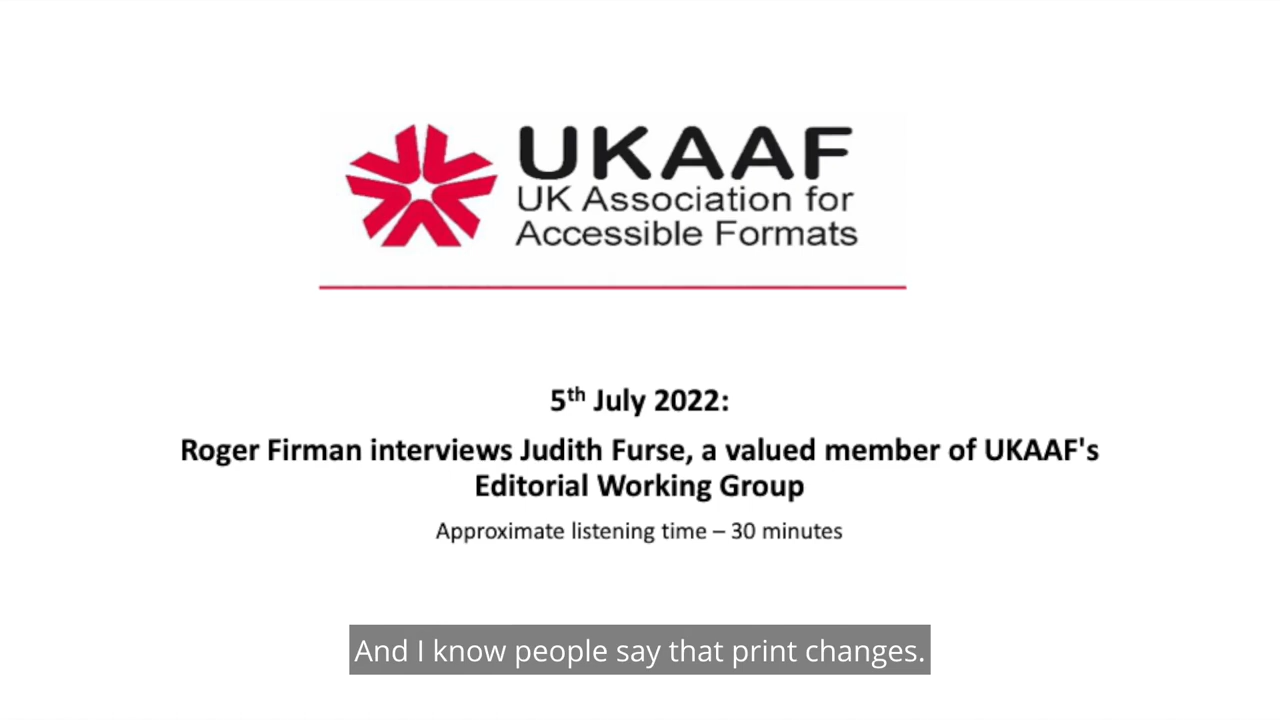 UKAAF
UK Association for
Accessible Formats
5th July 2022:
Roger Firman interviews Judith Furse, a valued member of UKAAF's
Editorial Working Group
Approximate listening time – 30 minutes
And I know people say that print changes.